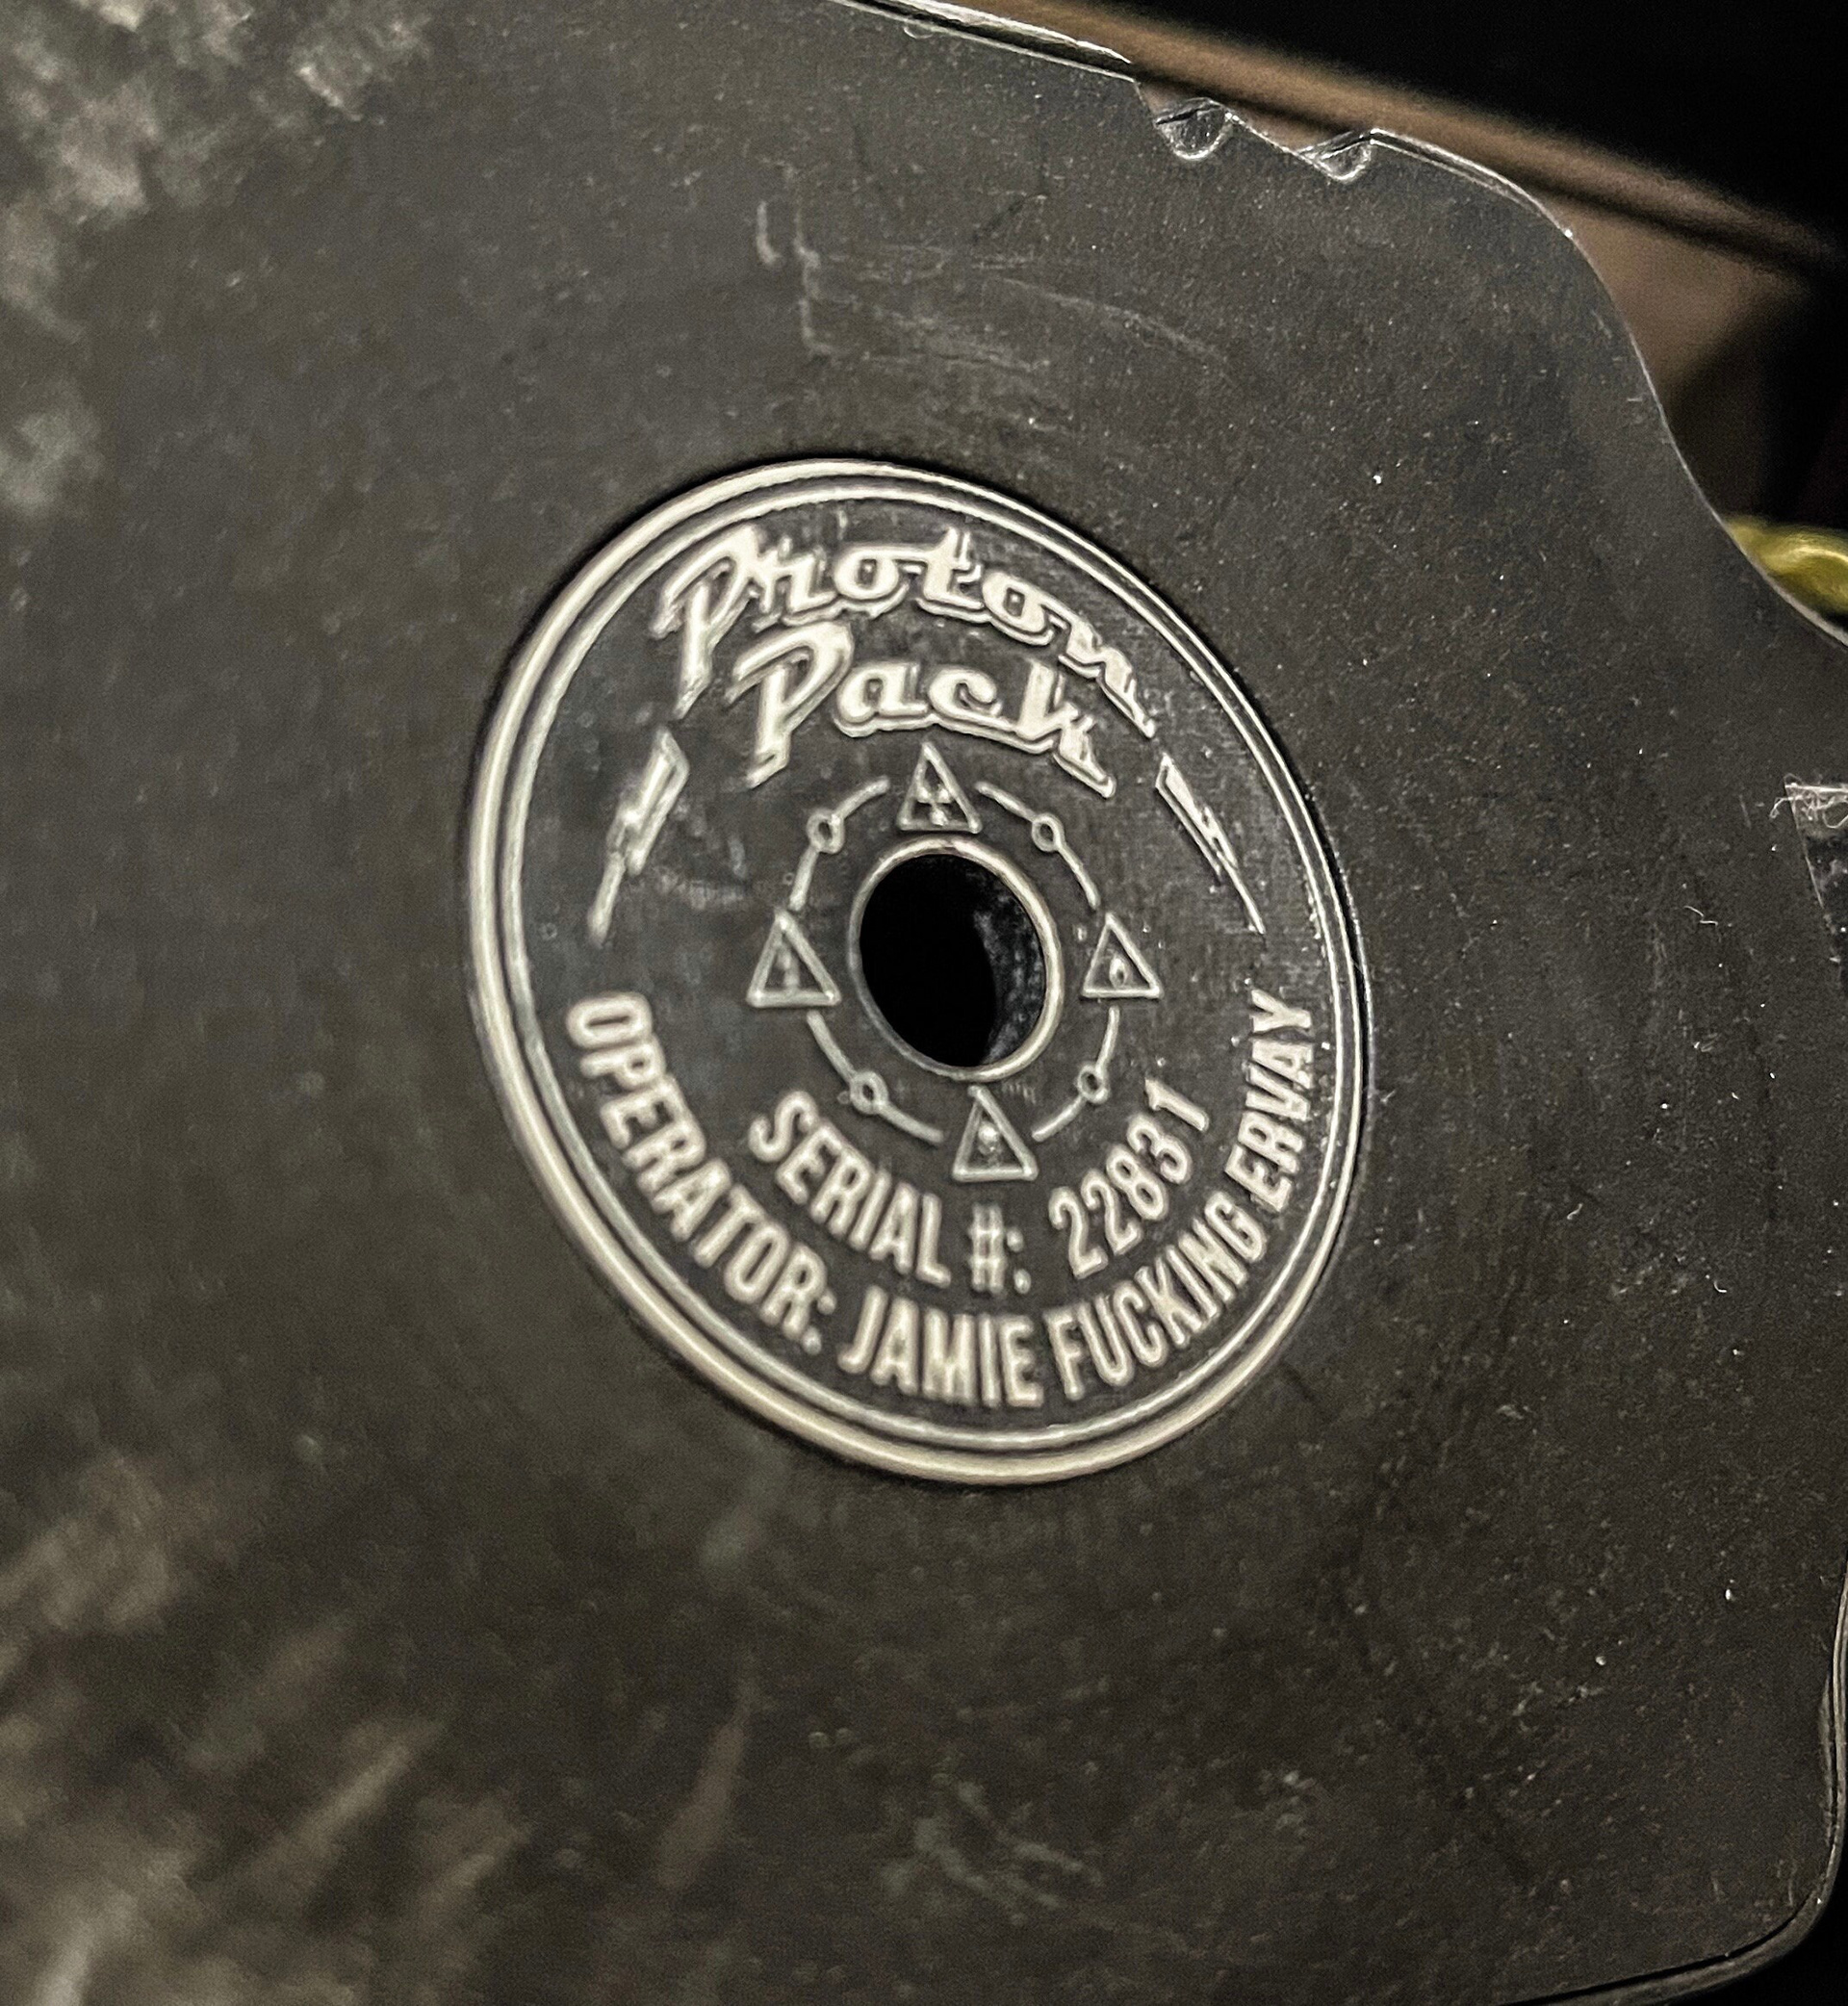 Proton
Pack
SERIAL #: 22831
OPERATOR: JAMIE FUCKING ERVAY